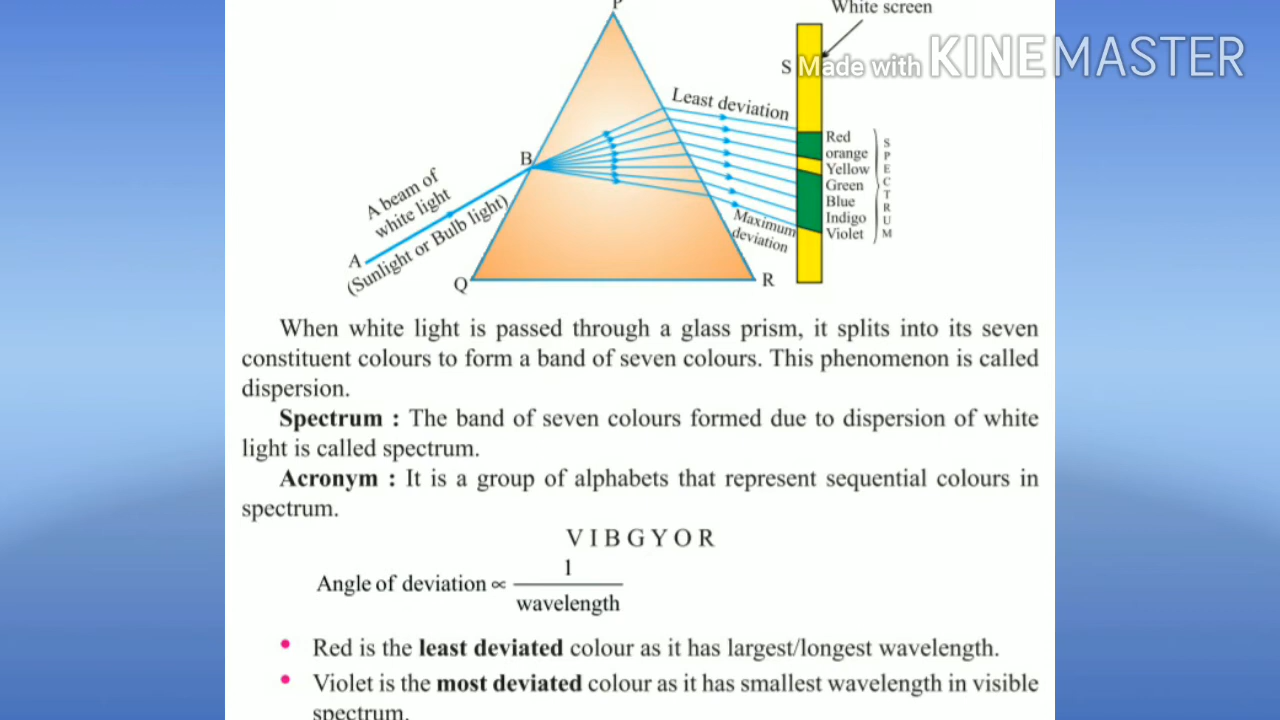 P
White screen
Made with KINEMASTER
S
Least deviation
Red
orange
Yellow
Green
Blue
Indigo
Violet
SPECTRUM
B
A beam of
white light
A
(Sunlight or Bulb light)
Maximum
deviation
Q
R
When white light is passed through a glass prism, it splits into its seven
constituent colours to form a band of seven colours. This phenomenon is called
dispersion.
Spectrum : The band of seven colours formed due to dispersion of white
light is called spectrum.
Acronym : It is a group of alphabets that represent sequential colours in
spectrum.
V I B G Y O R
Angle of deviation ∝ 1
wavelength
• Red is the least deviated colour as it has largest/longest wavelength.
• Violet is the most deviated colour as it has smallest wavelength in visible
spectrum.